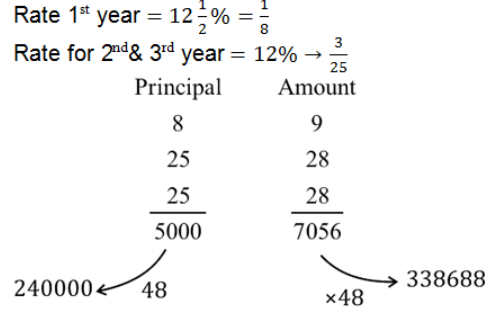 Rate 1st year = 12 1/2% = 1/8
Rate for 2nd& 3rd year = 12% → 3/25
Principal Amount
8 9
25 28
25 28
5000 7056
240000 48 ×48 338688